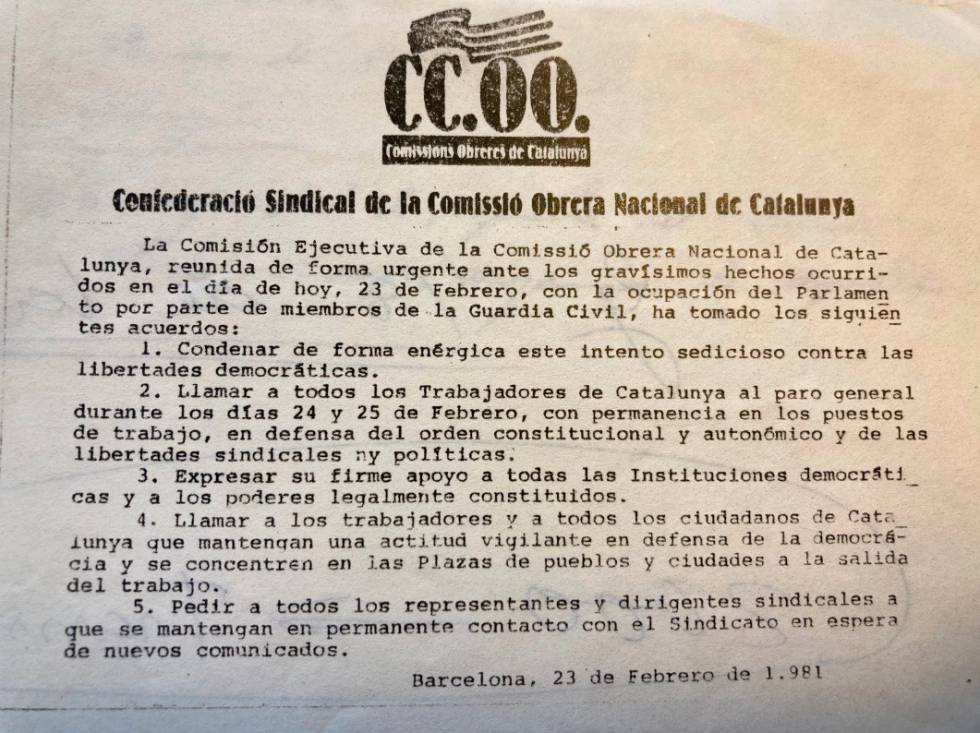 CC.OO.
Comissions Obreres de Catalunya
Confederació Sindical de la Comissió Obrera Nacional de Catalunya
La Comisión Ejecutiva de la Comissió Obrera Nacional de Cata-
lunya, reunida de forma urgente ante los gravísimos hechos ocurri-
dos en el día de hoy, 23 de Febrero, con la ocupación del Parlamen
to por parte de miembros de la Guardia Civil, ha tomado los siguien
tes acuerdos:
1. Condenar de forma enérgica este intento sedicioso contra las
libertades democráticas.
2. Llamar a todos los Trabajadores de Catalunya al paro general
durante los días 24 y 25 de Febrero, con permanencia en los puestos
de trabajo, en defensa del orden constitucional y autonómico y de las
libertades sindicales ny políticas.
3. Expresar su firme apoyo a todas las Instituciones democráti_
cas y a los poderes legalmente constituidos.
4. Llamar a los trabajadores y a todos los ciudadanos de Cata_
lunya que mantengan una actitud vigilante en defensa de la democrá-
cia y se concentren en las Plazas de pueblos y ciudades a la salida
del trabajo.
5. Pedir a todos los representantes y dirigentes sindicales a
que se mantengan en permanente contacto con el Sindicato en espera
de nuevos comunicados.
Barcelona, 23 de Febrero de 1.981